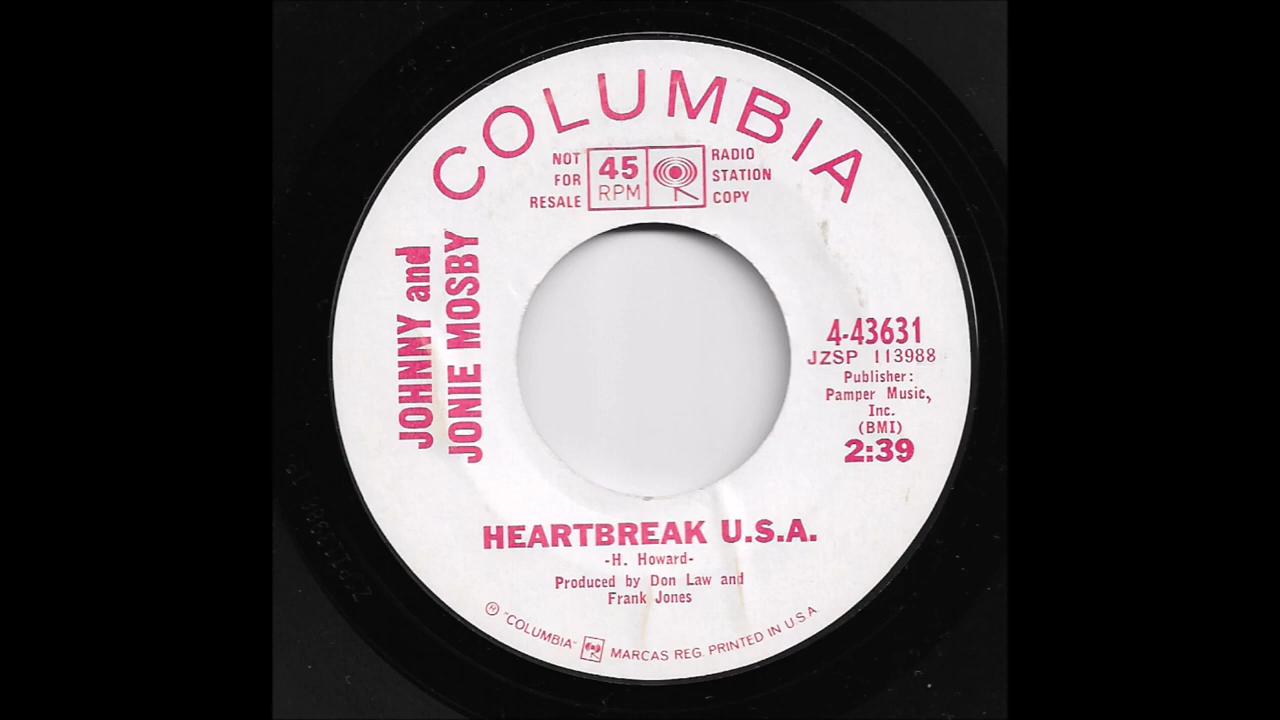 COLUMBIA
NOT
FOR
RESALE
45
RPM
RADIO
STATION
COPY
JOHNNY and
JONIE MOSBY
4-43631
JZSP 113988
Publisher:
Pamper Music,
Inc.
(BMI)
2:39
HEARTBREAK U.S.A.
-H. Howard-
Produced by Don Law and
Frank Jones
Ⓡ "COLUMBIA" MARCAS REG. PRINTED IN U.S.A